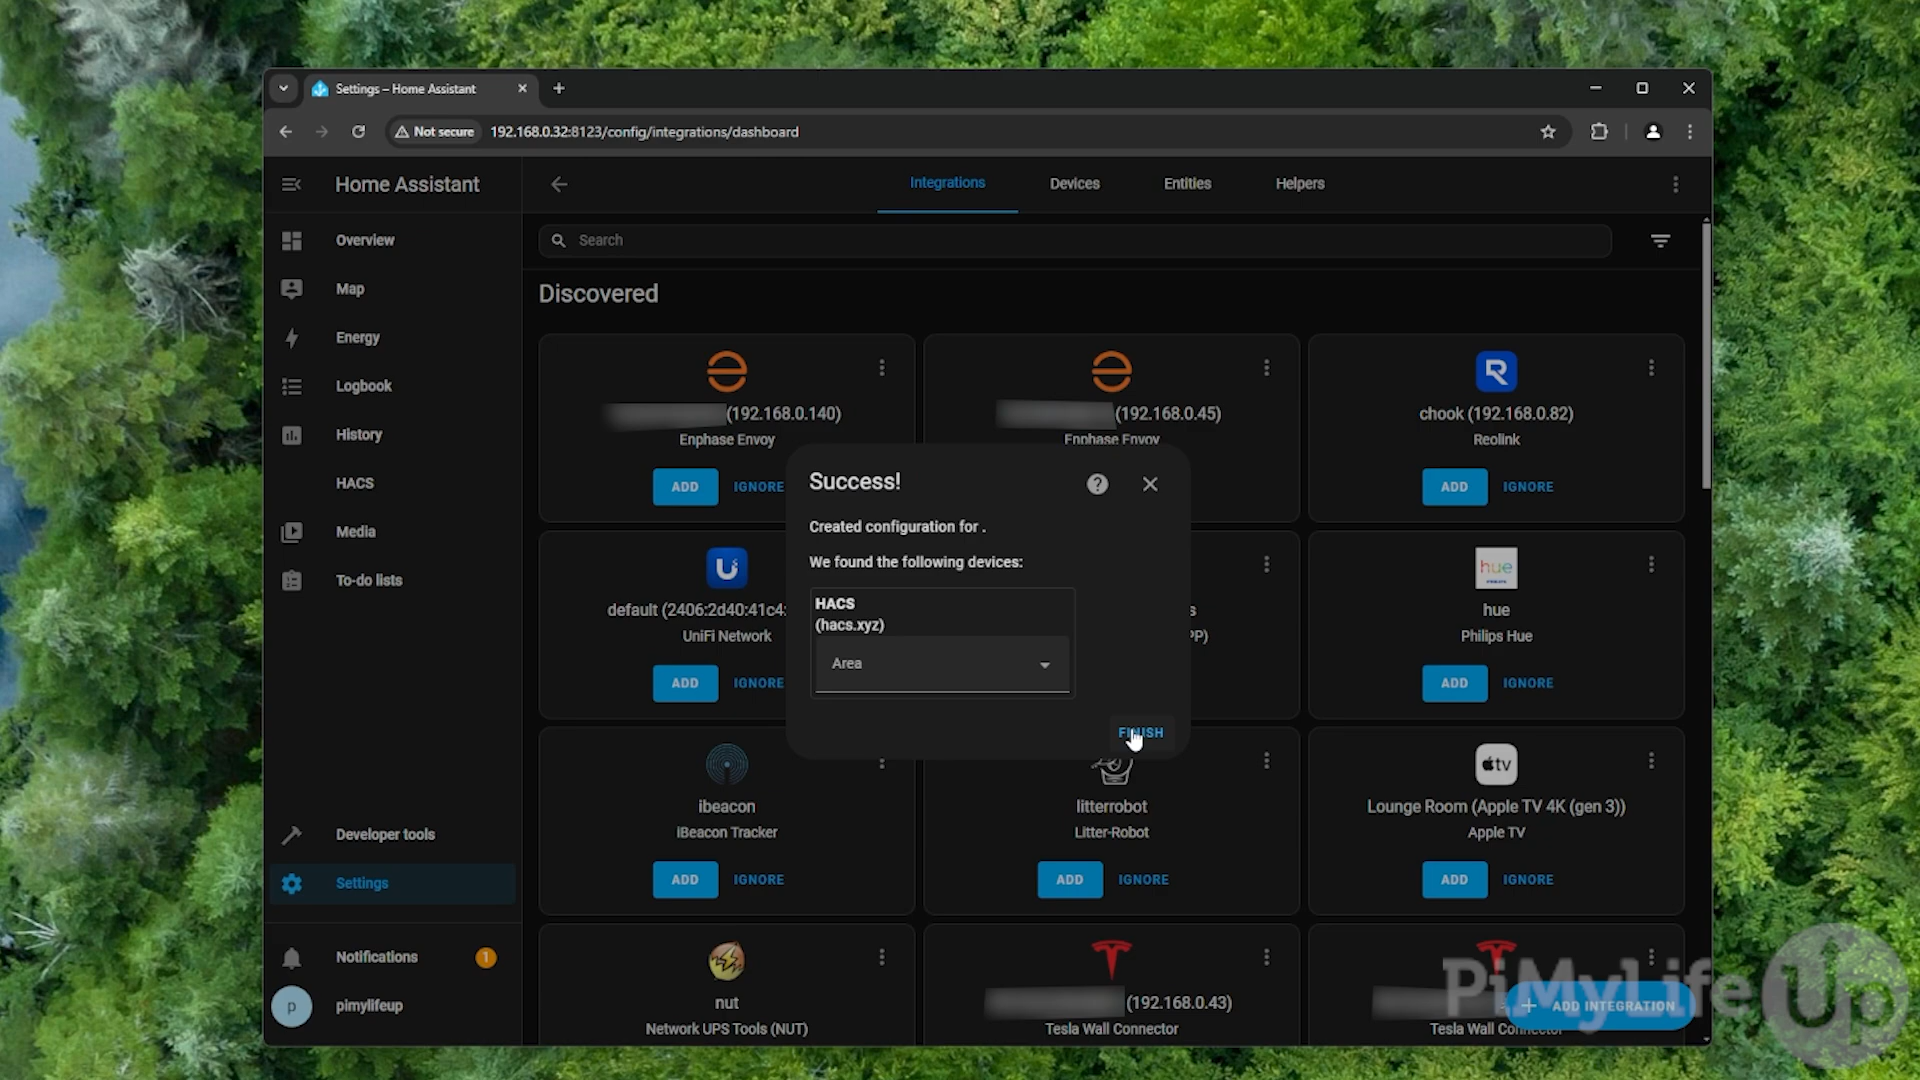 Settings – Home Assistant
Not secure
192.168.0.32:8123/config/integrations/dashboard
Home Assistant
Integrations
Devices
Entities
Helpers
Overview
Map
Energy
Logbook
History
HACS
Media
To-do lists
Developer tools
Settings
Notifications
1
p
pimylifeup
Search
Discovered
(192.168.0.140)
Enphase Envoy
ADD
IGNORE
(192.168.0.45)
Enphase Envoy
chook (192.168.0.82)
Reolink
ADD
IGNORE
default (2406:2d40:41c4:
UniFi Network
ADD
IGNORE
s
PP)
hue
hue
Philips Hue
ADD
IGNORE
Success!
Created configuration for .
We found the following devices:
HACS
(hacs.xyz)
Area
FINISH
ibeacon
iBeacon Tracker
ADD
IGNORE
litterrobot
Litter-Robot
ADD
IGNORE
tv
Lounge Room (Apple TV 4K (gen 3))
Apple TV
ADD
IGNORE
nut
Network UPS Tools (NUT)
(192.168.0.43)
Tesla Wall Connector
Tesla Wall Connector
ADD INTEGRATION
PiMyLifeUp